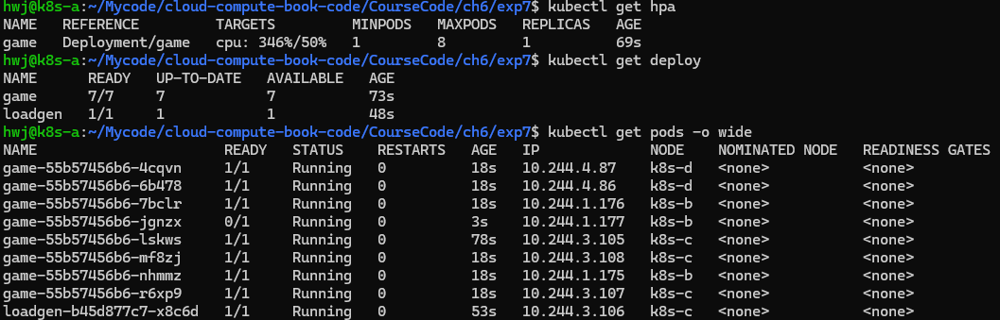 hwj@k8s-a:~/Mycode/cloud-compute-book-code/CourseCode/ch6/exp7$ kubectl get hpa
NAME REFERENCE TARGETS MINPODS MAXPODS REPLICAS AGE
game Deployment/game cpu: 346%/50% 1 8 1 69s
hwj@k8s-a:~/Mycode/cloud-compute-book-code/CourseCode/ch6/exp7$ kubectl get deploy
NAME READY UP-TO-DATE AVAILABLE AGE
game 7/7 7 7 73s
loadgen 1/1 1 1 48s
hwj@k8s-a:~/Mycode/cloud-compute-book-code/CourseCode/ch6/exp7$ kubectl get pods -o wide
NAME READY STATUS RESTARTS AGE IP NODE NOMINATED NODE READINESS GATES
game-55b57456b6-4cqvn 1/1 Running 0 18s 10.244.4.87 k8s-d <none> <none>
game-55b57456b6-6b478 1/1 Running 0 18s 10.244.4.86 k8s-d <none> <none>
game-55b57456b6-7bclr 1/1 Running 0 18s 10.244.1.176 k8s-b <none> <none>
game-55b57456b6-jgnzx 0/1 Running 0 3s 10.244.1.177 k8s-b <none> <none>
game-55b57456b6-lskws 1/1 Running 0 78s 10.244.3.105 k8s-c <none> <none>
game-55b57456b6-mf8zj 1/1 Running 0 18s 10.244.3.108 k8s-c <none> <none>
game-55b57456b6-nhmmz 1/1 Running 0 18s 10.244.1.175 k8s-b <none> <none>
game-55b57456b6-r6xp9 1/1 Running 0 18s 10.244.3.107 k8s-c <none> <none>
loadgen-b45d877c7-x8c6d 1/1 Running 0 53s 10.244.3.106 k8s-c <none> <none>